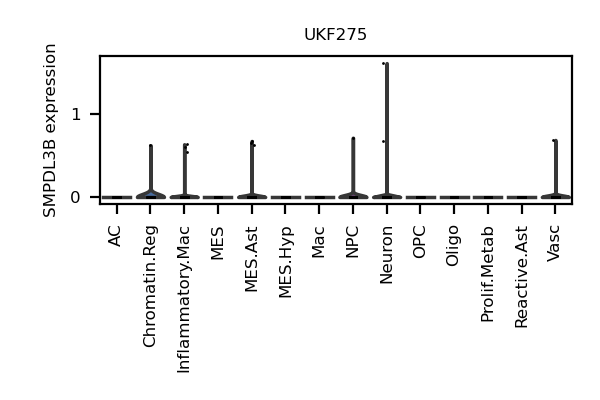 UKF275
SMPDL3B expression
1
0
AC
Chromatin.Reg
Inflammatory.Mac
MES
MES.Ast
MES.Hyp
Mac
NPC
Neuron
OPC
Oligo
Prolif.Metab
Reactive.Ast
Vasc